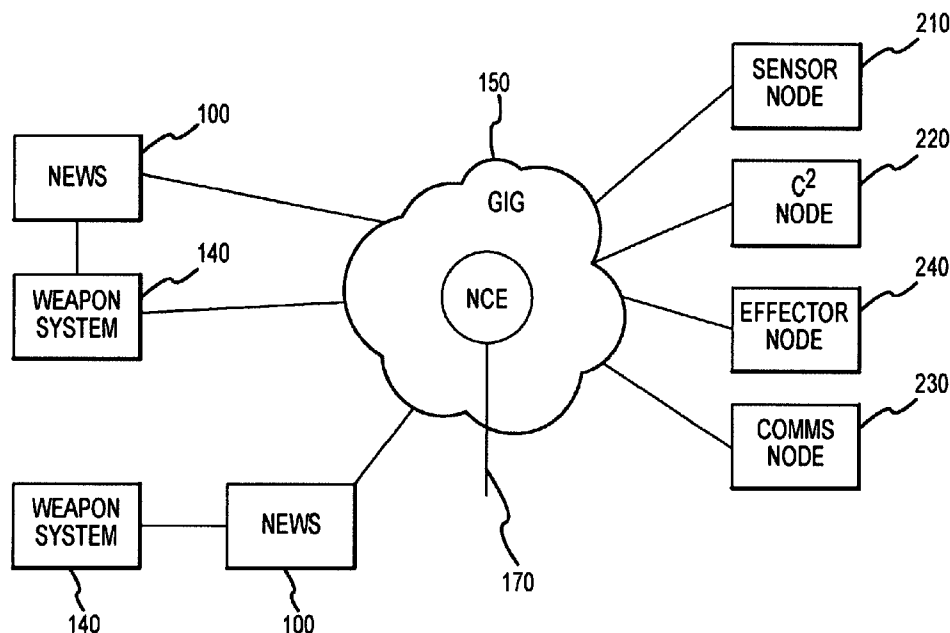 210
SENSOR
NODE
150
100
NEWS
220
C²
NODE
GIG
140
WEAPON
SYSTEM
NCE
240
EFFECTOR
NODE
230
COMMS
NODE
WEAPON
SYSTEM
NEWS
170
140
100